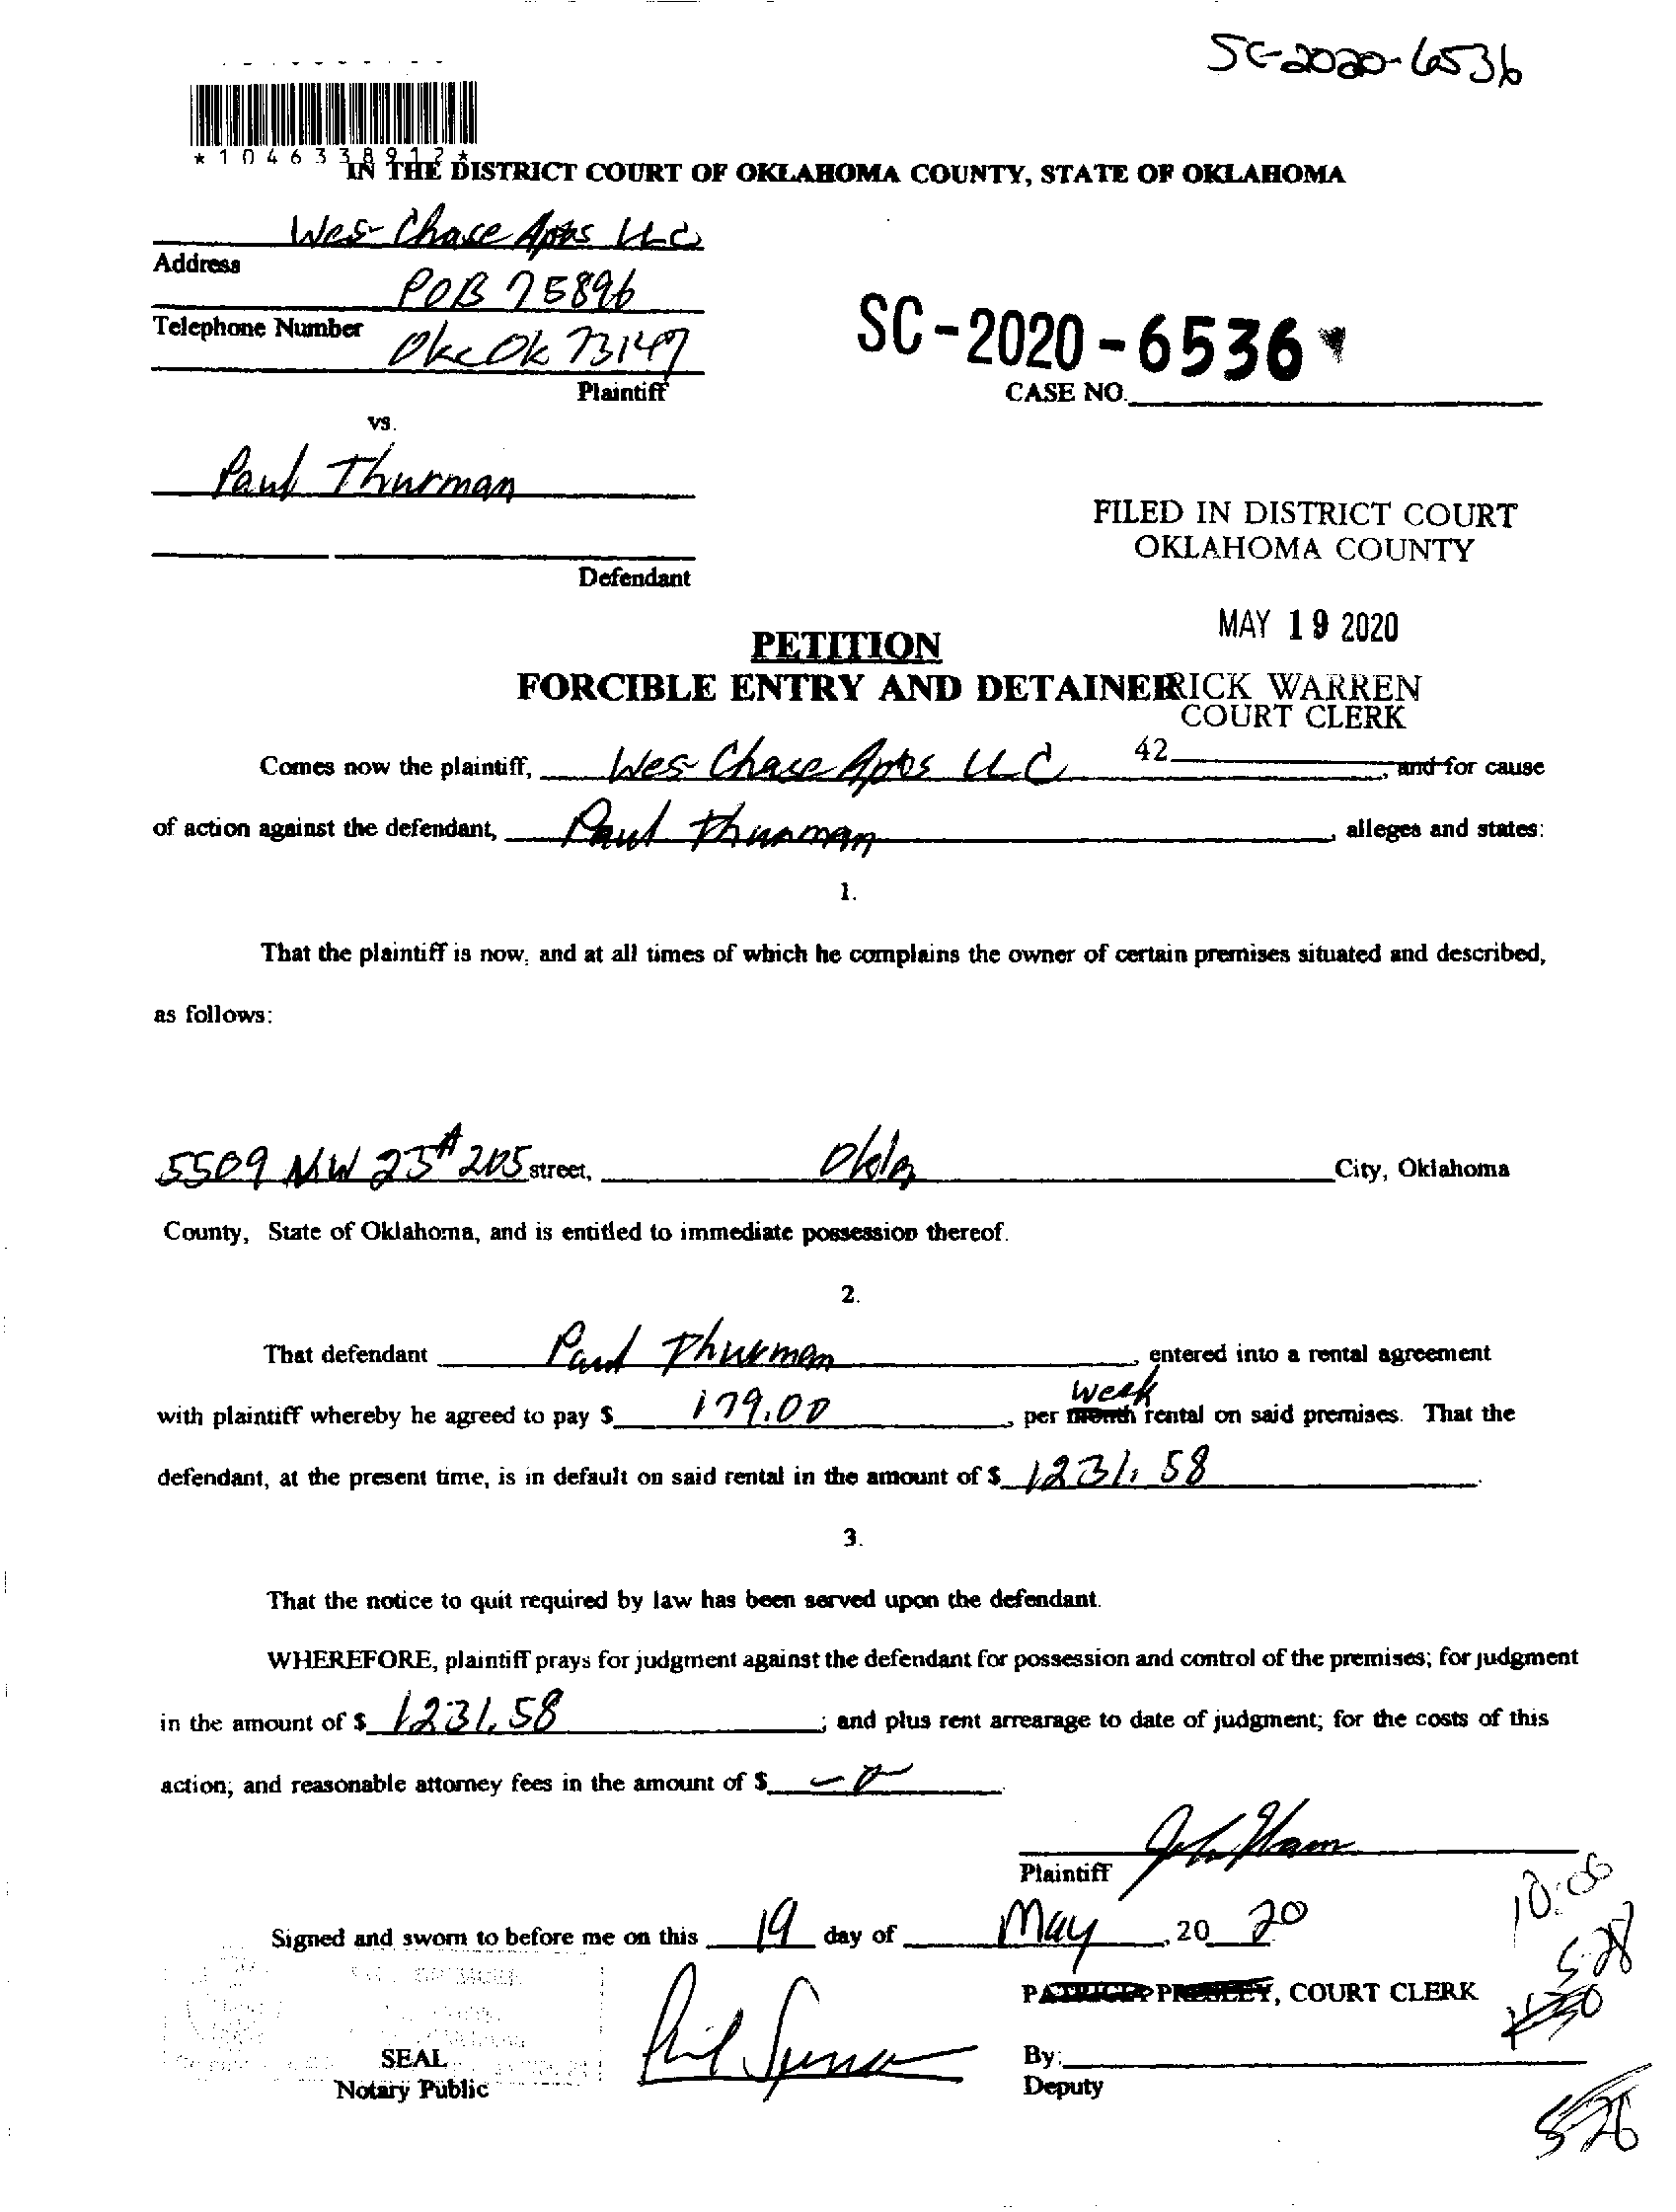 SC-2020-6536
*1046338912*
IN THE DISTRICT COURT OF OKLAHOMA COUNTY, STATE OF OKLAHOMA
Wes-Chase Apts LLC
Address
POB 75896
Telephone Number
Okc Ok 73147
Plaintiff
SC-2020-6536
CASE NO.
vs.
Paul Thurman
Defendant
FILED IN DISTRICT COURT
OKLAHOMA COUNTY
MAY 19 2020
PETITION
FORCIBLE ENTRY AND DETAINER
RICK WARREN
COURT CLERK
42
Comes now the plaintiff, Wes-Chase Apts LLC, and for cause
of action against the defendant, Paul Thurman, alleges and states:
1.
That the plaintiff is now, and at all times of which he complains the owner of certain premises situated and described,
as follows:
5509 NW 23 # 205 street, Okla City, Oklahoma
County, State of Oklahoma, and is entitled to immediate possession thereof.
2.
That defendant Paul Thurman, entered into a rental agreement
with plaintiff whereby he agreed to pay $ 179.00, per month week rental on said premises. That the
defendant, at the present time, is in default on said rental in the amount of $ 1231.58.
3.
That the notice to quit required by law has been served upon the defendant.
WHEREFORE, plaintiff prays for judgment against the defendant for possession and control of the premises; for judgment
in the amount of $ 1231.58; and plus rent arrearage to date of judgment; for the costs of this
action; and reasonable attorney fees in the amount of $ -0-.
Plaintiff
Signed and sworn to before me on this 19 day of May, 20 20
10:00
5-28
PATRICIA PRESLEY, COURT CLERK
SEAL
Notary Public
By:
Deputy
528